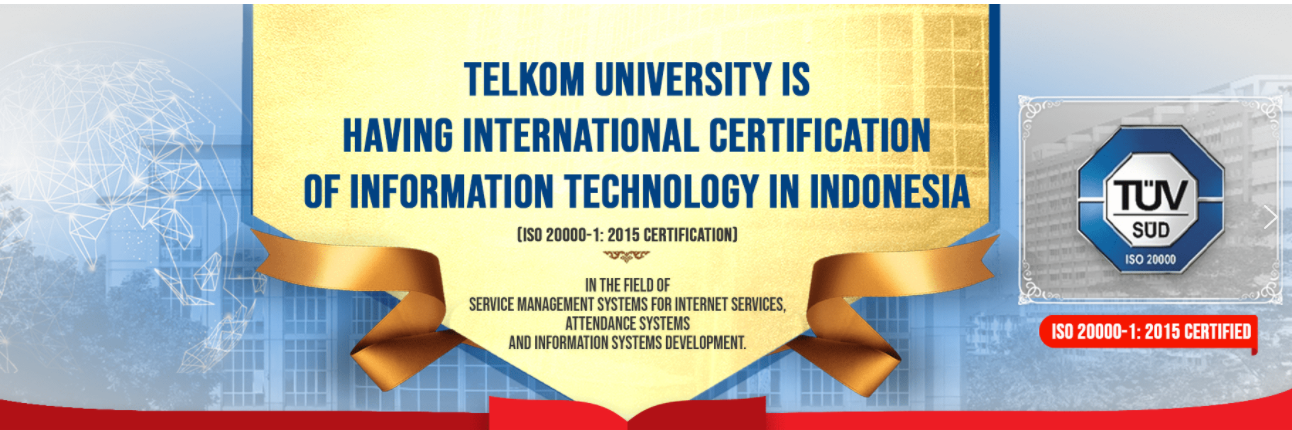 TELKOM UNIVERSITY IS
HAVING INTERNATIONAL CERTIFICATION
OF INFORMATION TECHNOLOGY IN INDONESIA
(ISO 20000-1: 2015 CERTIFICATION)
IN THE FIELD OF
SERVICE MANAGEMENT SYSTEMS FOR INTERNET SERVICES,
ATTENDANCE SYSTEMS
AND INFORMATION SYSTEMS DEVELOPMENT.
TÜV
SÜD
ISO 20000
ISO 20000-1: 2015 CERTIFIED